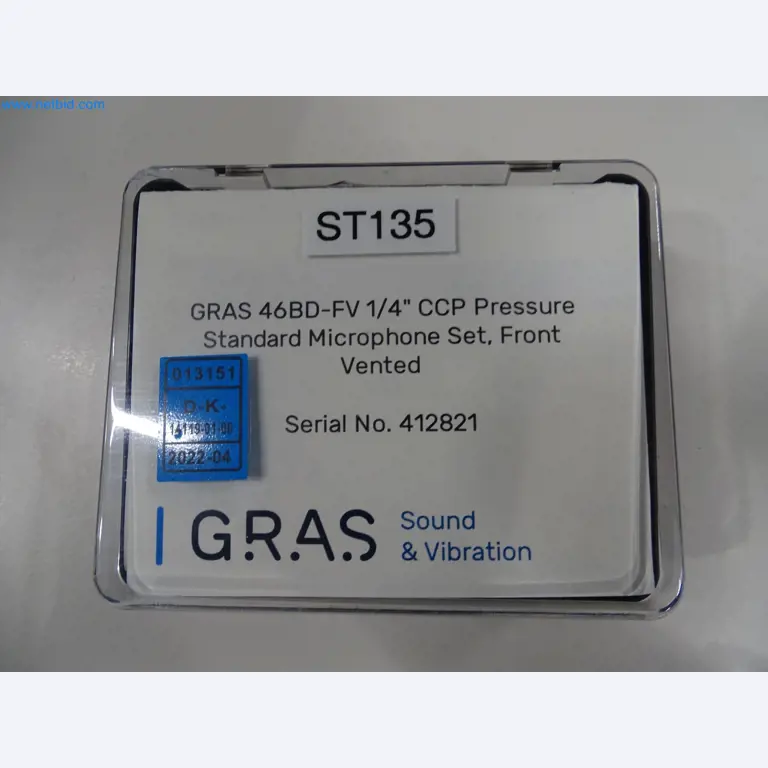 www.netbid.com
ST135
GRAS 46BD-FV 1/4" CCP Pressure
Standard Microphone Set, Front
Vented
013151
D-K-
2022-04
Serial No. 412821
GRAS Sound
& Vibration